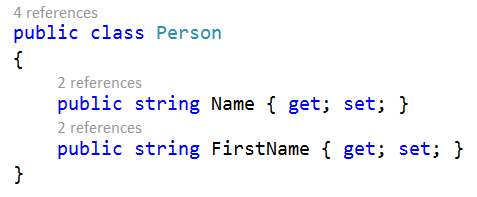 4 references
public class Person
{
2 references
public string Name { get; set; }
2 references
public string FirstName { get; set; }
}